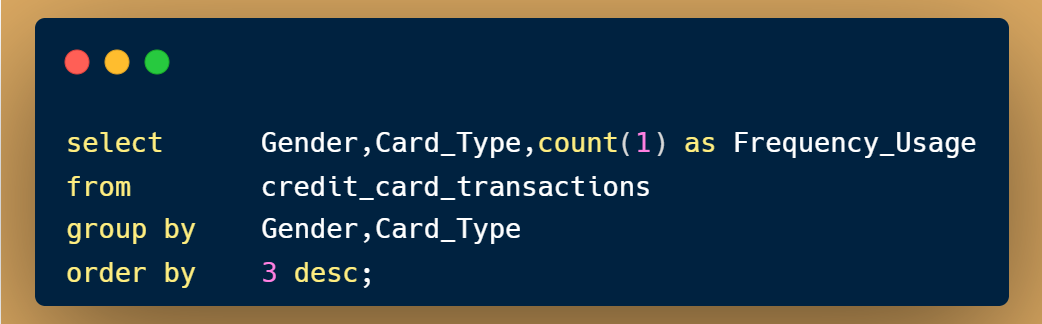 select Gender,Card_Type,count(1) as Frequency_Usage
from credit_card_transactions
group by Gender,Card_Type
order by 3 desc;